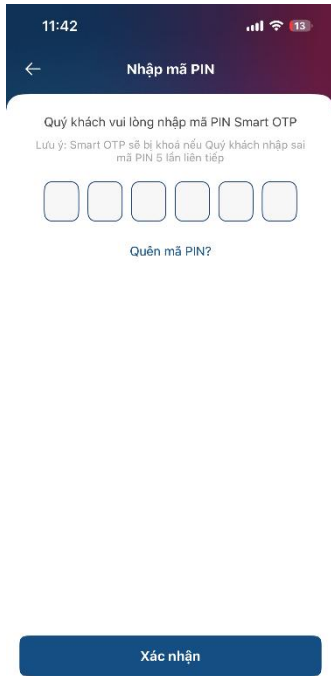 11:42
13
Nhập mã PIN
Quý khách vui lòng nhập mã PIN Smart OTP
Lưu ý: Smart OTP sẽ bị khoá nếu Quý khách nhập sai
mã PIN 5 lần liên tiếp
Quên mã PIN?
Xác nhận